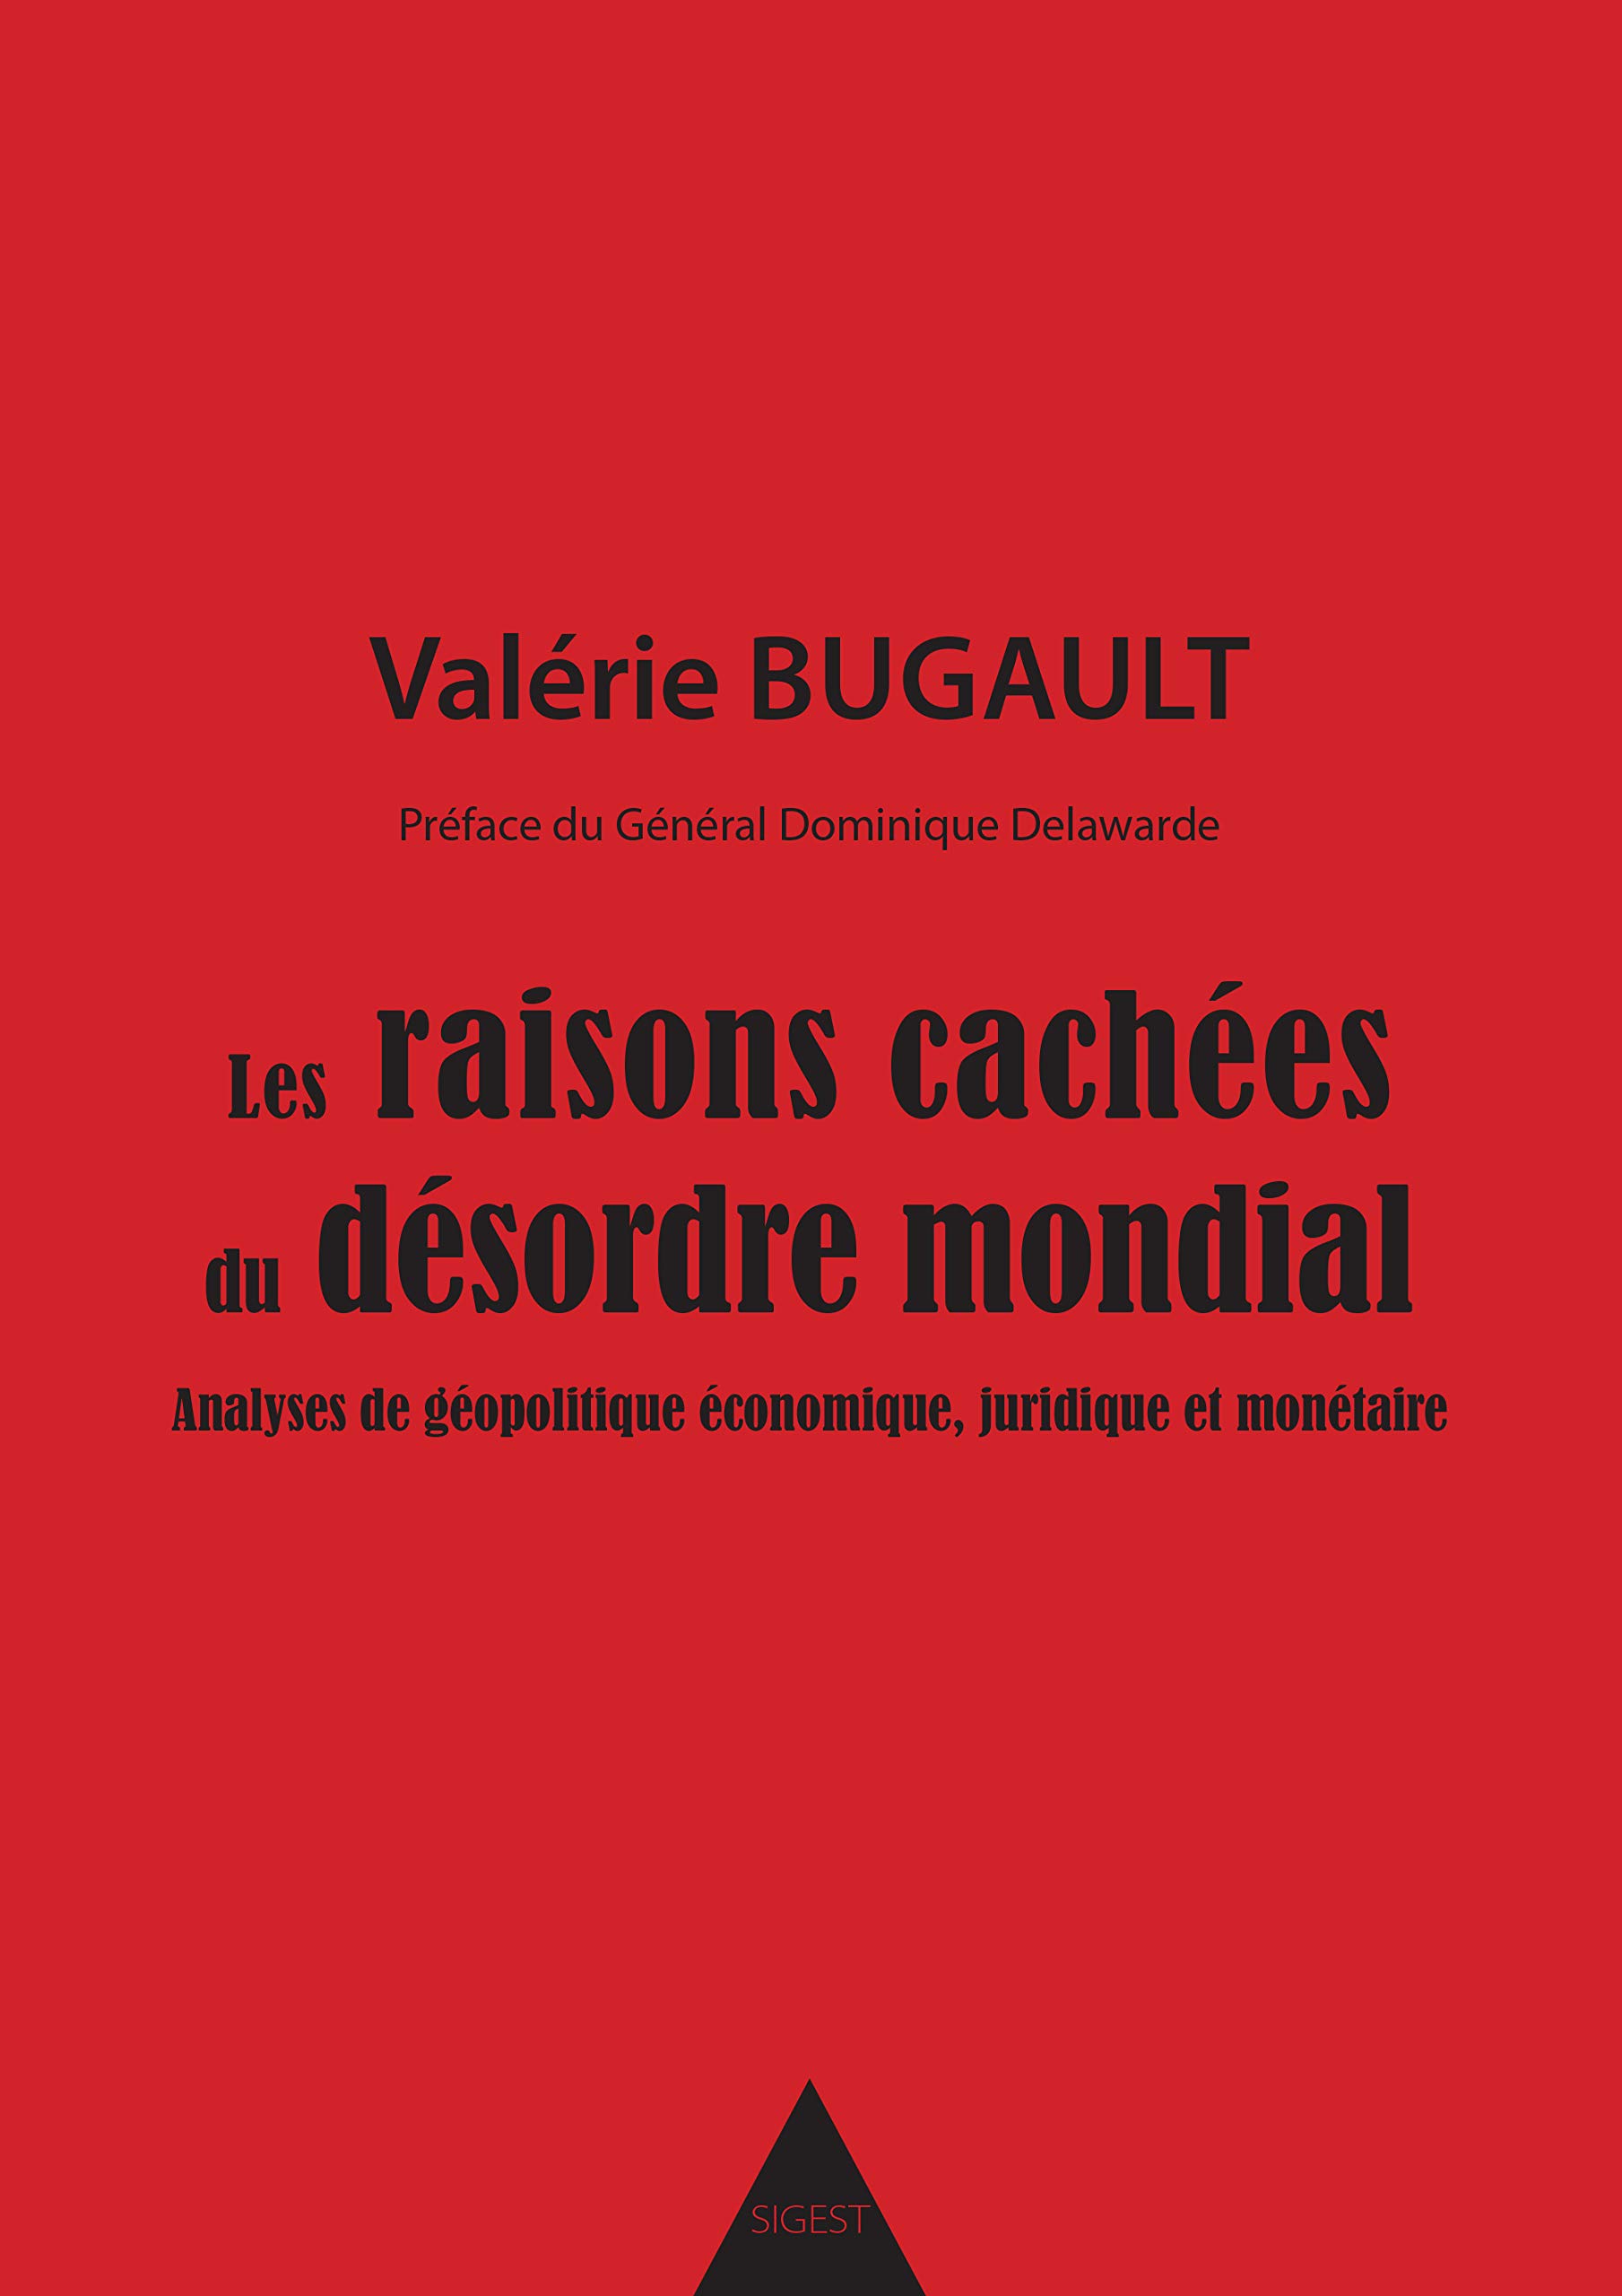 Valérie BUGAULT
Préface du Général Dominique Delawarde
Les raisons cachées
du désordre mondial
Analyses de géopolitique économique, juridique et monétaire
SIGEST